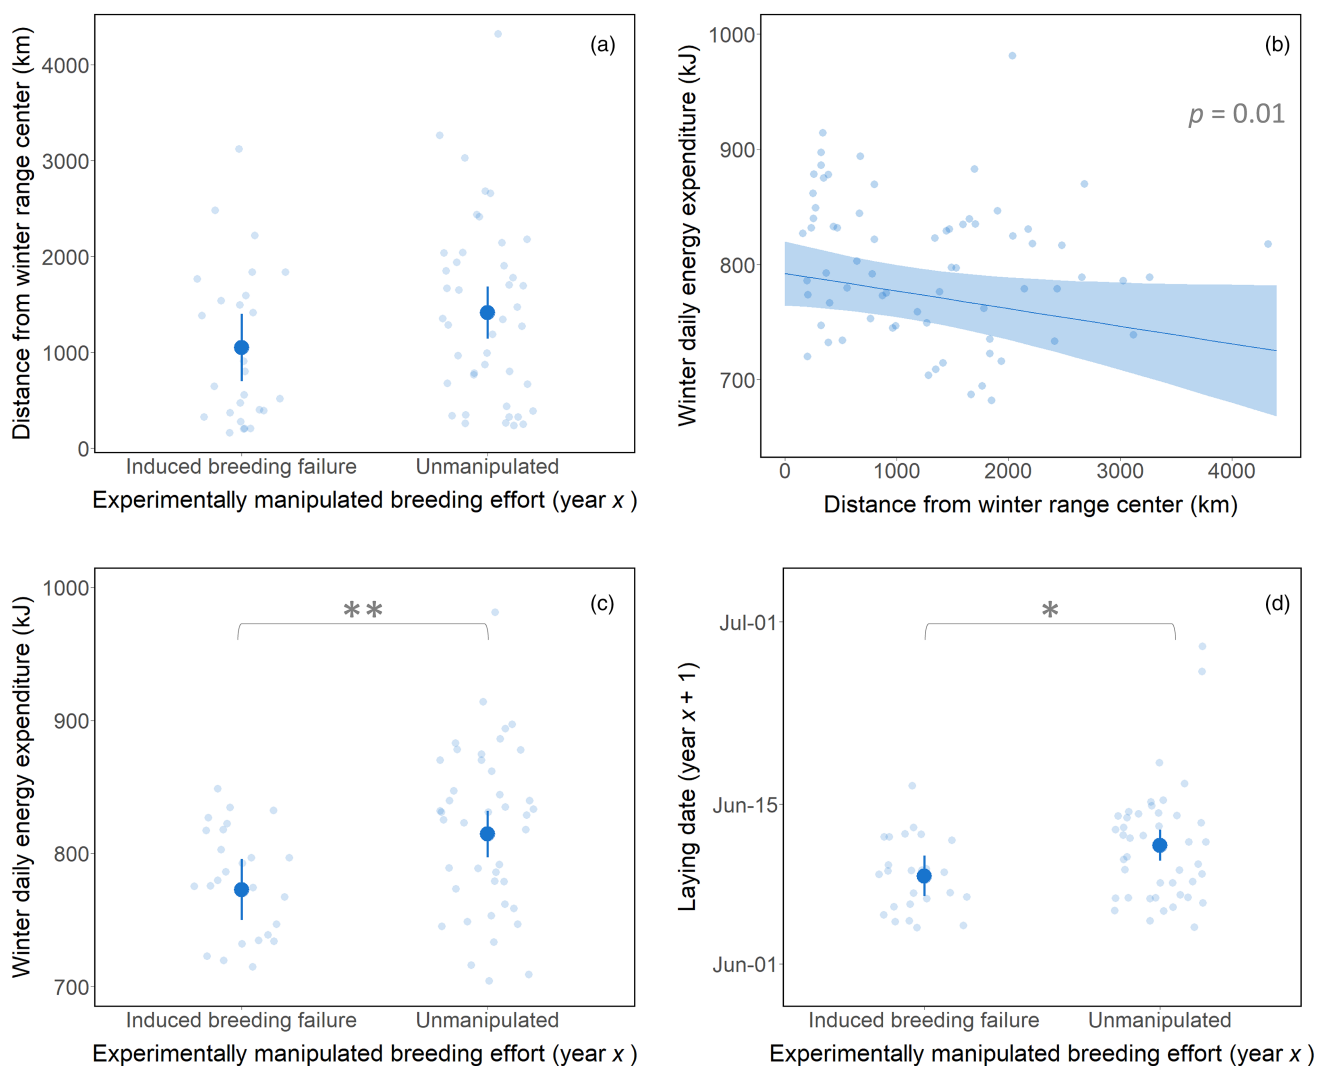 (a)
Distance from winter range center (km)
4000
3000
2000
1000
0
Induced breeding failure
Unmanipulated
Experimentally manipulated breeding effort (year x )
(b)
p = 0.01
Winter daily energy expenditure (kJ)
1000
900
800
700
0
1000
2000
3000
4000
Distance from winter range center (km)
(c)
**
Winter daily energy expenditure (kJ)
1000
900
800
700
Induced breeding failure
Unmanipulated
Experimentally manipulated breeding effort (year x )
(d)
*
Laying date (year x + 1)
Jul-01
Jun-15
Jun-01
Induced breeding failure
Unmanipulated
Experimentally manipulated breeding effort (year x )